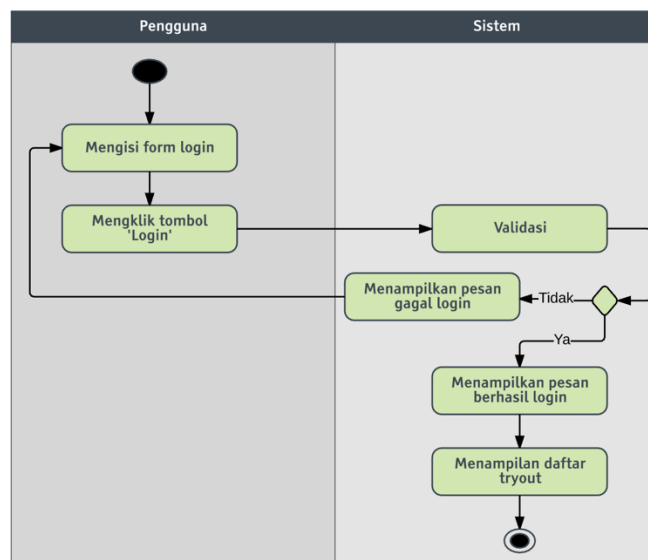 Pengguna
Sistem
Mengisi form login
Mengklik tombol
'Login'
Validasi
Menampilkan pesan
gagal login
Tidak
Ya
Menampilkan pesan
berhasil login
Menampilan daftar
tryout